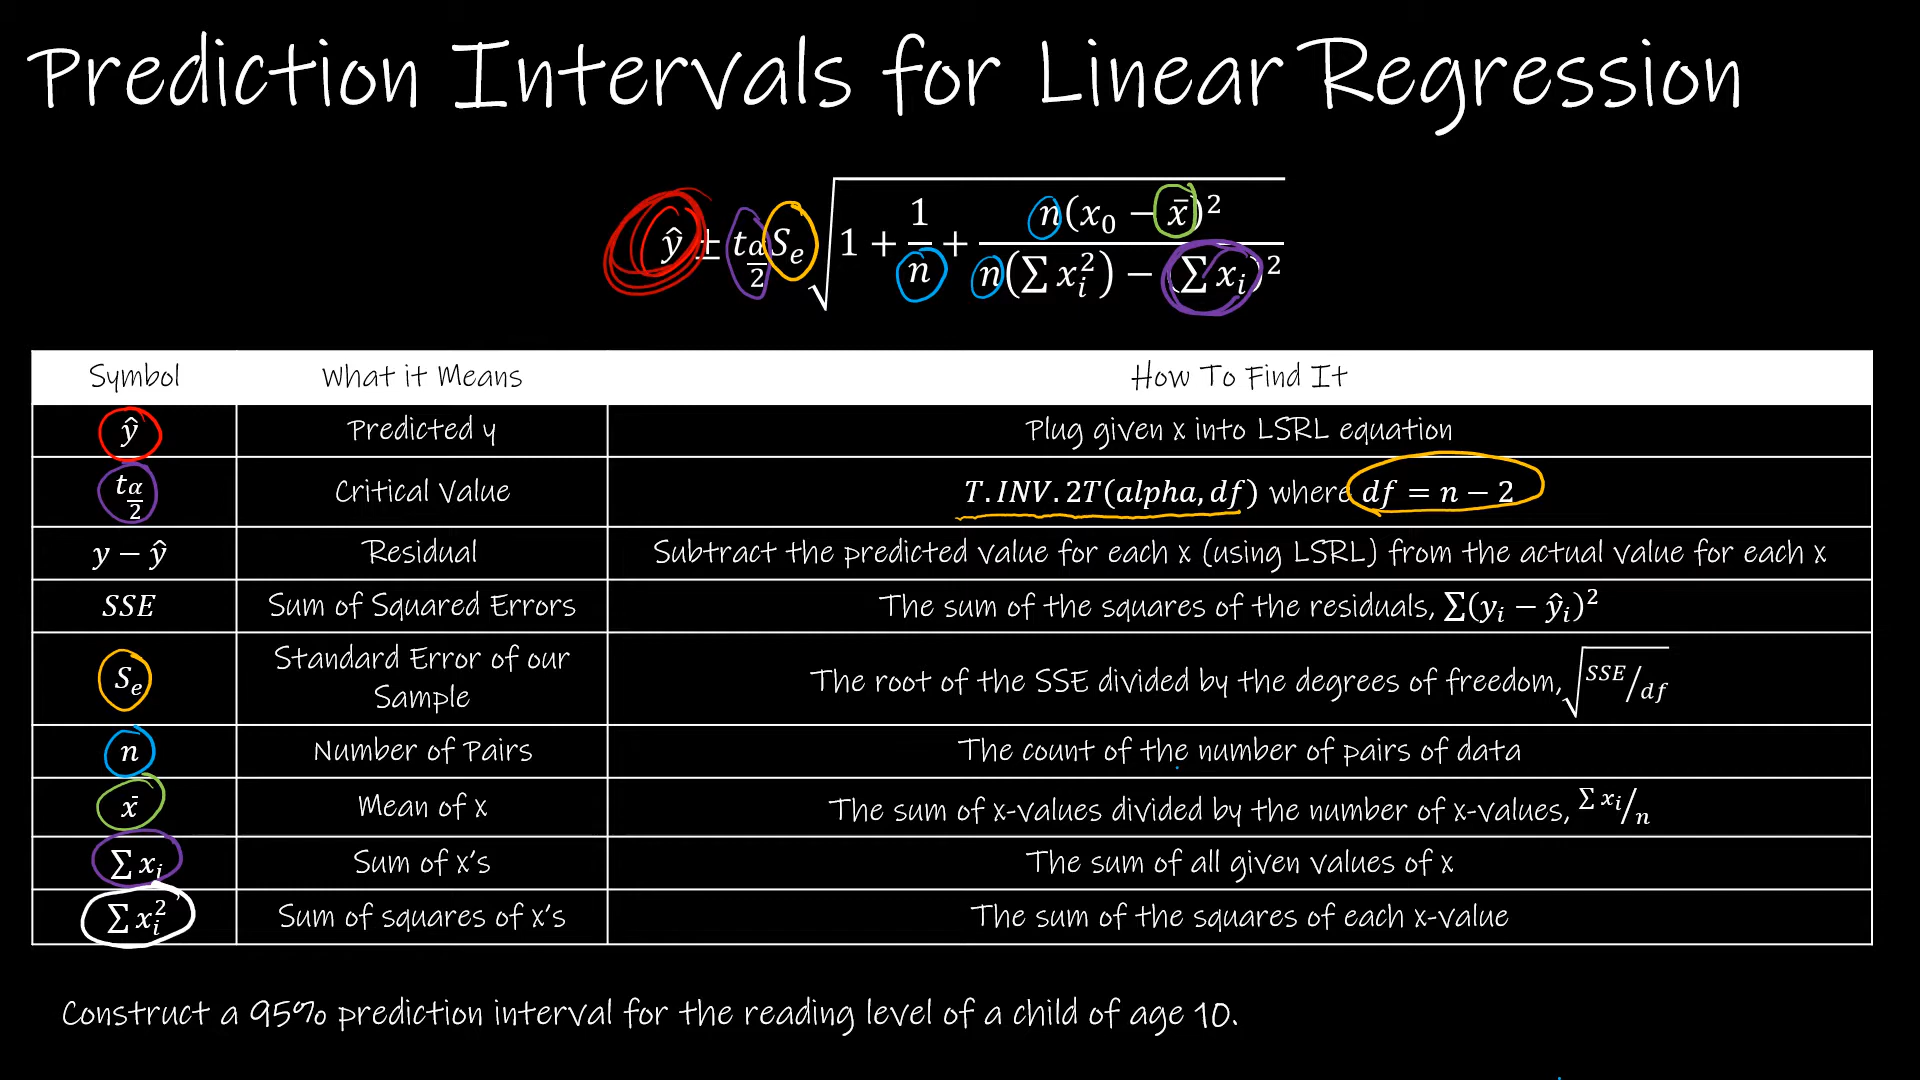 Prediction Intervals for Linear Regression
ŷ ± t_{α/2} S_e √(1 + 1/n + n(x₀ − x̄)² / (n(∑ xᵢ²) − (∑ xᵢ)²))
Symbol What it Means How To Find It
ŷ Predicted y Plug given x into LSRL equation
t_{α/2} Critical Value T.INV.2T(alpha, df) where df = n − 2
y − ŷ Residual Subtract the predicted value for each x (using LSRL) from the actual value for each x
SSE Sum of Squared Errors The sum of the squares of the residuals, ∑(yᵢ − ŷᵢ)²
S_e Standard Error of our Sample The root of the SSE divided by the degrees of freedom, √(SSE/df)
n Number of Pairs The count of the number of pairs of data
x̄ Mean of x The sum of x-values divided by the number of x-values, ∑ xᵢ/n
∑ xᵢ Sum of x's The sum of all given values of x
∑ xᵢ² Sum of squares of x's The sum of the squares of each x-value
Construct a 95% prediction interval for the reading level of a child of age 10.